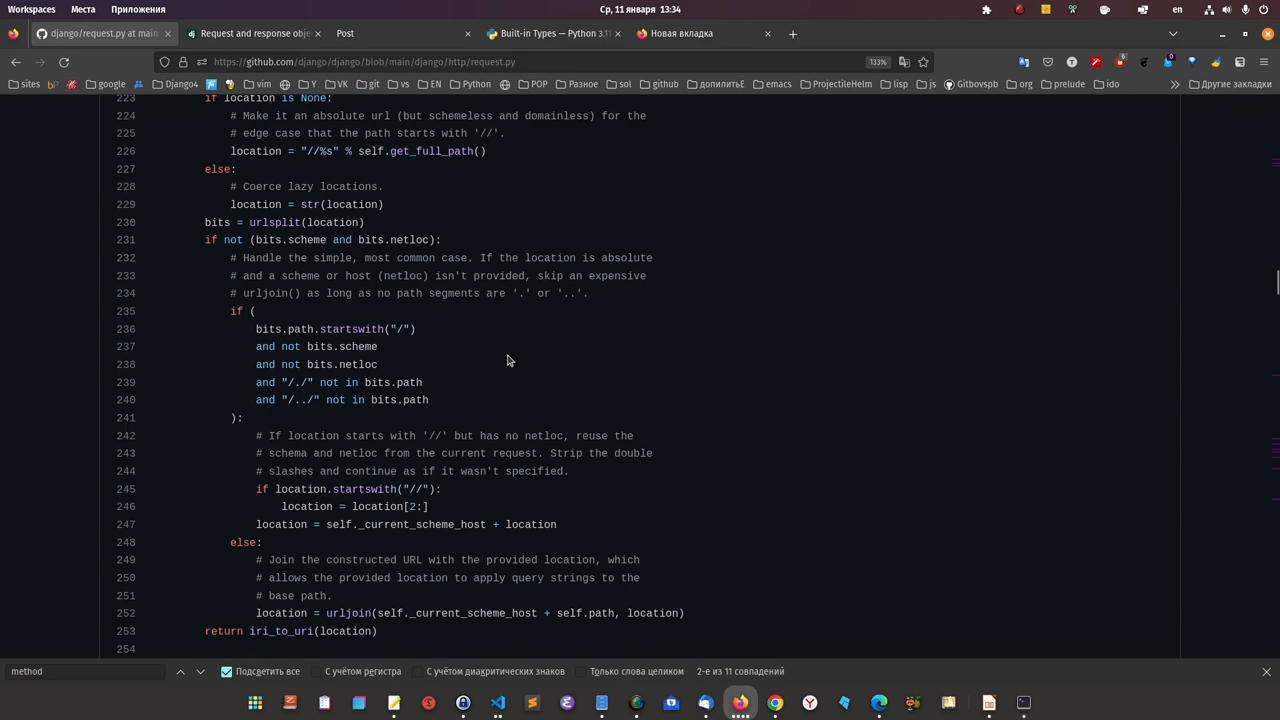 Workspaces Места Приложения Ср, 11 января 13:34 en
django/request.py at main Request and response obje Post Built-in Types — Python 3.11 Новая вкладка
https://github.com/django/django/blob/main/django/http/request.py 133%
sites google Django4 vim EN Python POP Разное sol github допилитьЕ ProjectileHelm lisp Gitbovspb org prelude ido Другие закладки
git vs js
223 if location is None:
224 # Make it an absolute url (but schemeless and domainless) for the
225 # edge case that the path starts with '//'.
226 location = "//%s" % self.get_full_path()
227 else:
228 # Coerce lazy locations.
229 location = str(location)
230 bits = urlsplit(location)
231 if not (bits.scheme and bits.netloc):
232 # Handle the simple, most common case. If the location is absolute
233 # and a scheme or host (netloc) isn't provided, skip an expensive
234 # urljoin() as long as no path segments are '.' or '..'.
235 if (
236 bits.path.startswith("/")
237 and not bits.scheme
238 and not bits.netloc
239 and "/./" not in bits.path
240 and "/../" not in bits.path
241 ):
242 # If location starts with '//' but has no netloc, reuse the
243 # schema and netloc from the current request. Strip the double
244 # slashes and continue as if it wasn't specified.
245 if location.startswith("//"):
246 location = location[2:]
247 location = self._current_scheme_host + location
248 else:
249 # Join the constructed URL with the provided location, which
250 # allows the provided location to apply query strings to the
251 # base path.
252 location = urljoin(self._current_scheme_host + self.path, location)
253 return iri_to_uri(location)
254
method Подсветить все С учётом регистра С учётом диакритических знаков Только слова целиком 2-е из 11 совпадений